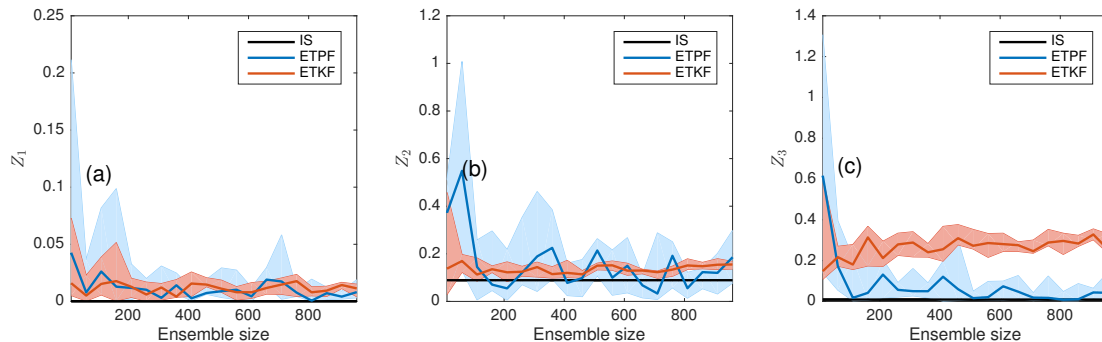 0.25
0.2
0.15
0.1
0.05
0
Z1
(a)
IS
ETPF
ETKF
200 400 600 800
Ensemble size
1.2
1
0.8
0.6
0.4
0.2
0
Z2
(b)
IS
ETPF
ETKF
200 400 600 800
Ensemble size
1.4
1.2
1
0.8
0.6
0.4
0.2
0
Z3
(c)
IS
ETPF
ETKF
200 400 600 800
Ensemble size